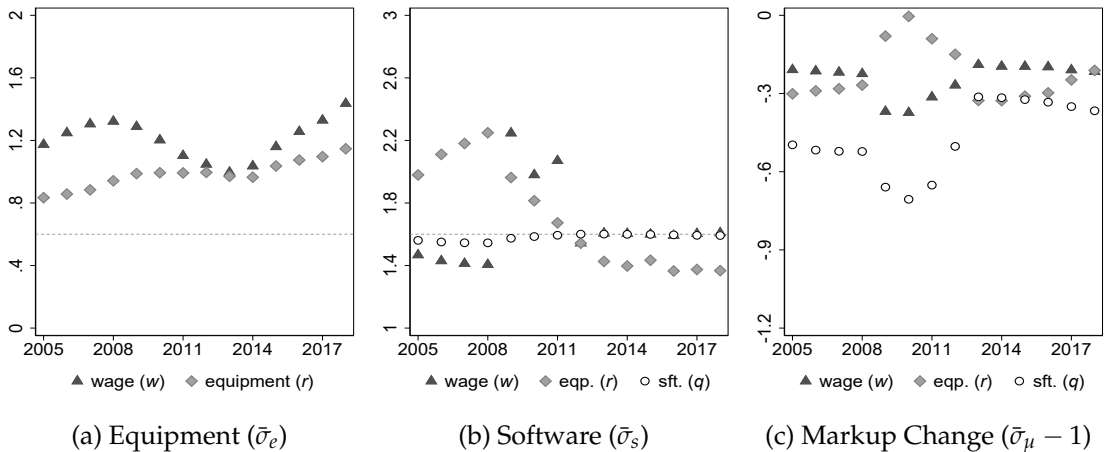 2
1.6
1.2
.8
.4
0
2005 2008 2011 2014 2017
▲ wage (w) ◆ equipment (r)
(a) Equipment (σ̄ₑ)
3
2.6
2.2
1.8
1.4
1
2005 2008 2011 2014 2017
▲ wage (w) ◆ eqp. (r) ○ sft. (q)
(b) Software (σ̄ₛ)
0
-.3
-.6
-.9
-1.2
2005 2008 2011 2014 2017
▲ wage (w) ◆ eqp. (r) ○ sft. (q)
(c) Markup Change (σ̄μ − 1)